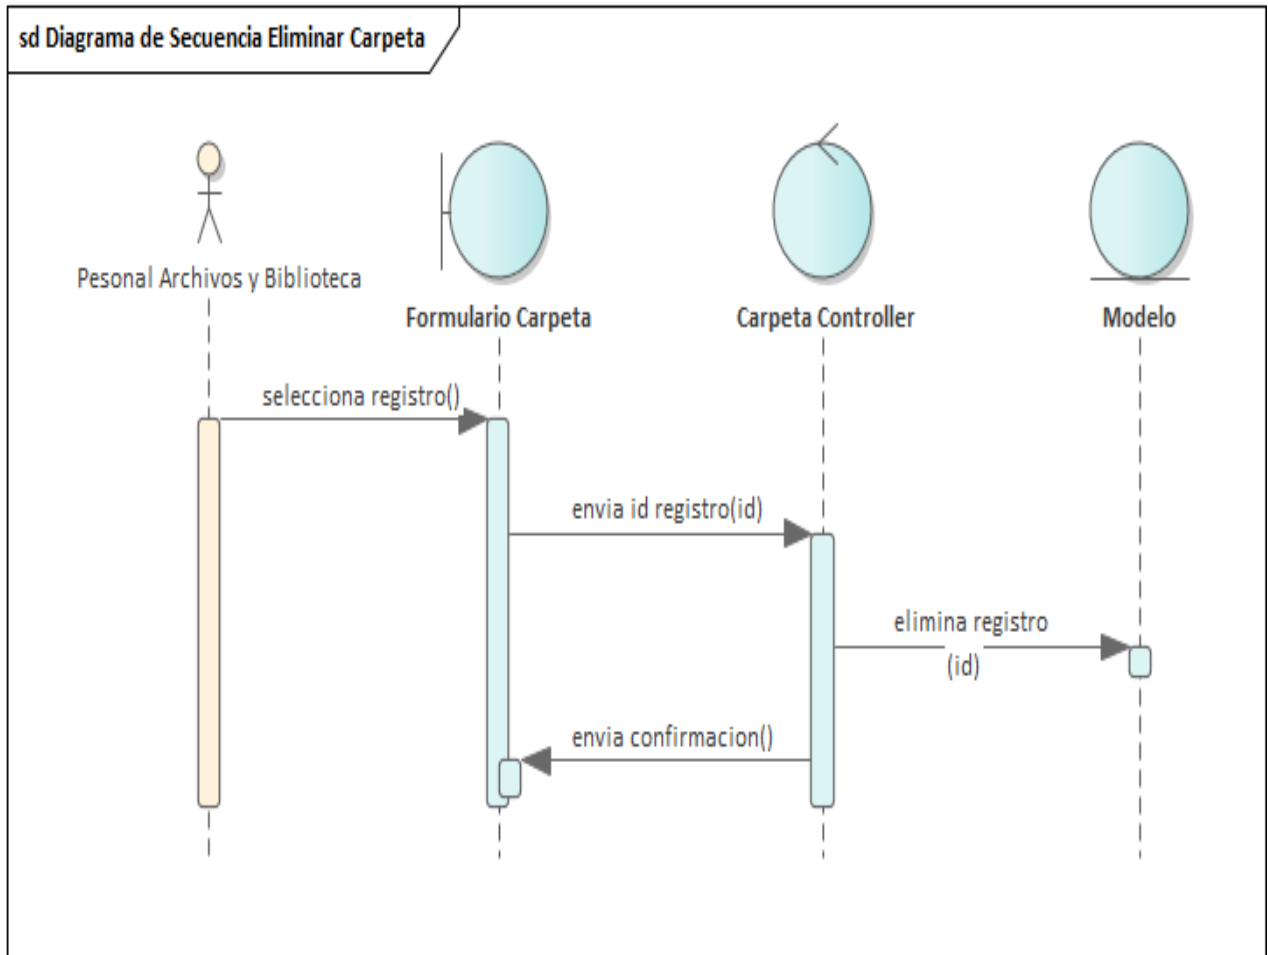 sd Diagrama de Secuencia Eliminar Carpeta
Pesonal Archivos y Biblioteca
Formulario Carpeta
Carpeta Controller
Modelo
selecciona registro()
envia id registro(id)
elimina registro
(id)
envia confirmacion()